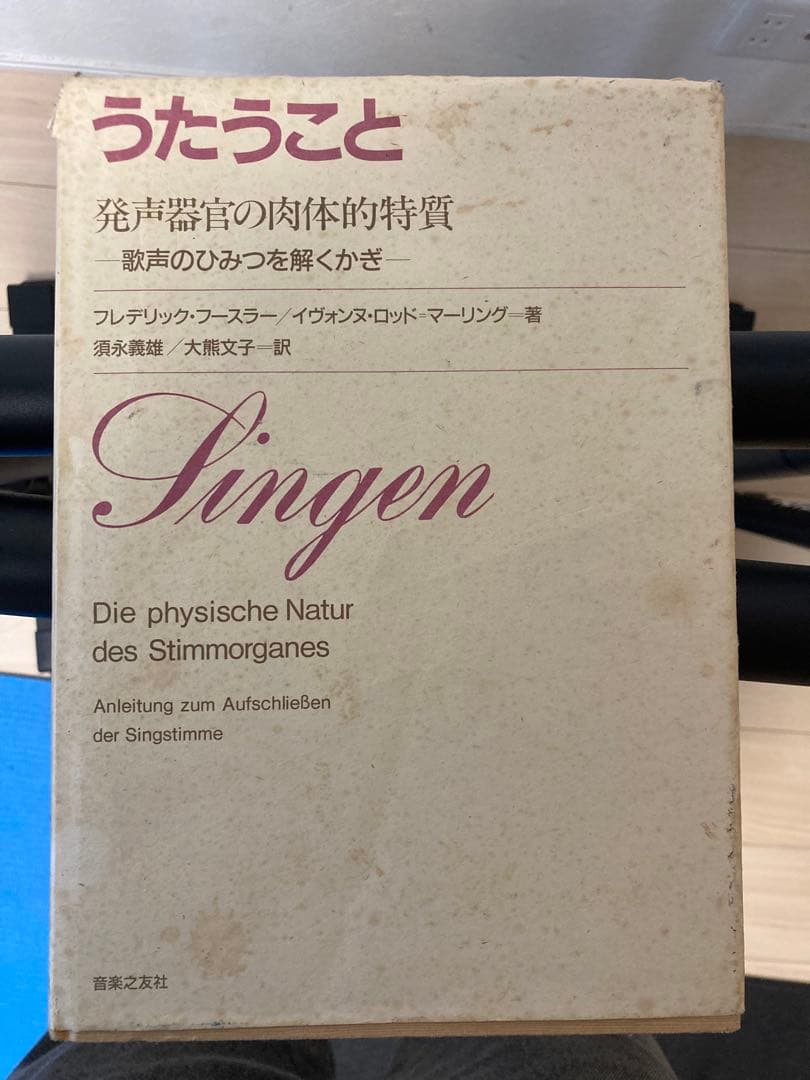 うたうこと
発声器官の肉体的特質
—歌声のひみつを解くかぎ—
フレデリック・フースラー／イヴォンヌ・ロッド=マーリング—著
須永義雄／大熊文子—訳
Singen
Die physische Natur
des Stimmorganes
Anleitung zum Aufschließen
der Singstimme
音楽之友社